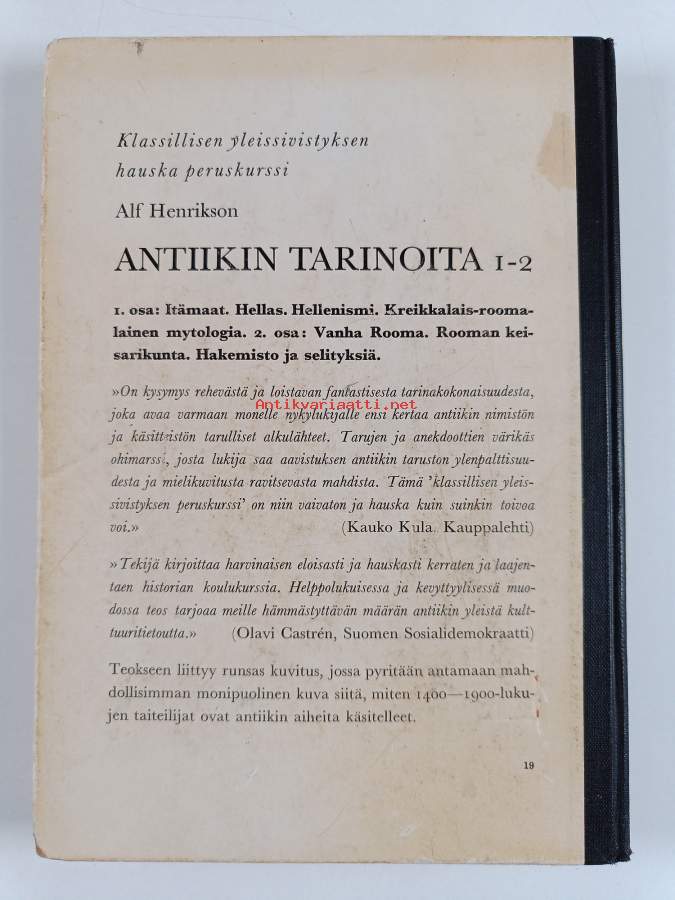 Klassillisen yleissivistyksen
hauska peruskurssi
Alf Henrikson
ANTIIKIN TARINOITA 1-2
1. osa: Itämaat. Hellas. Hellenismi. Kreikkalais-rooma-
lainen mytologia. 2. osa: Vanha Rooma. Rooman kei-
sarikunta. Hakemisto ja selityksiä.
»On kysymys rehevästä ja loistavan fantastisesta tarinakokonaisuudesta,
Antikvariaatti.net
joka avaa varmaan monelle nykylukijalle ensi kertaa antiikin nimistön
ja käsitteistön tarulliset alkulähteet. Tarujen ja anekdoottien värikäs
ohimarssi, josta lukija saa aavistuksen antiikin taruston ylenpalttisuu-
desta ja mielikuvitusta ravitsevasta mahdista. Tämä 'klassillisen yleis-
sivistyksen peruskurssi' on niin vaivaton ja hauska kuin suinkin toivoa
voi.» (Kauko Kula. Kauppalehti)
»Tekijä kirjoittaa harvinaisen eloisasti ja hauskasti kerraten ja laajen-
taen historian koulukurssia. Helppolukuisessa ja kevyttyylisessä muo-
dossa teos tarjoaa meille hämmästyttävän määrän antiikin yleistä kult-
tuuritietoutta.» (Olavi Castrén, Suomen Sosialidemokraatti)
Teokseen liittyy runsas kuvitus, jossa pyritään antamaan mah-
dollisimman monipuolinen kuva siitä, miten 1400—1900-luku-
jen taiteilijat ovat antiikin aiheita käsitelleet.
19